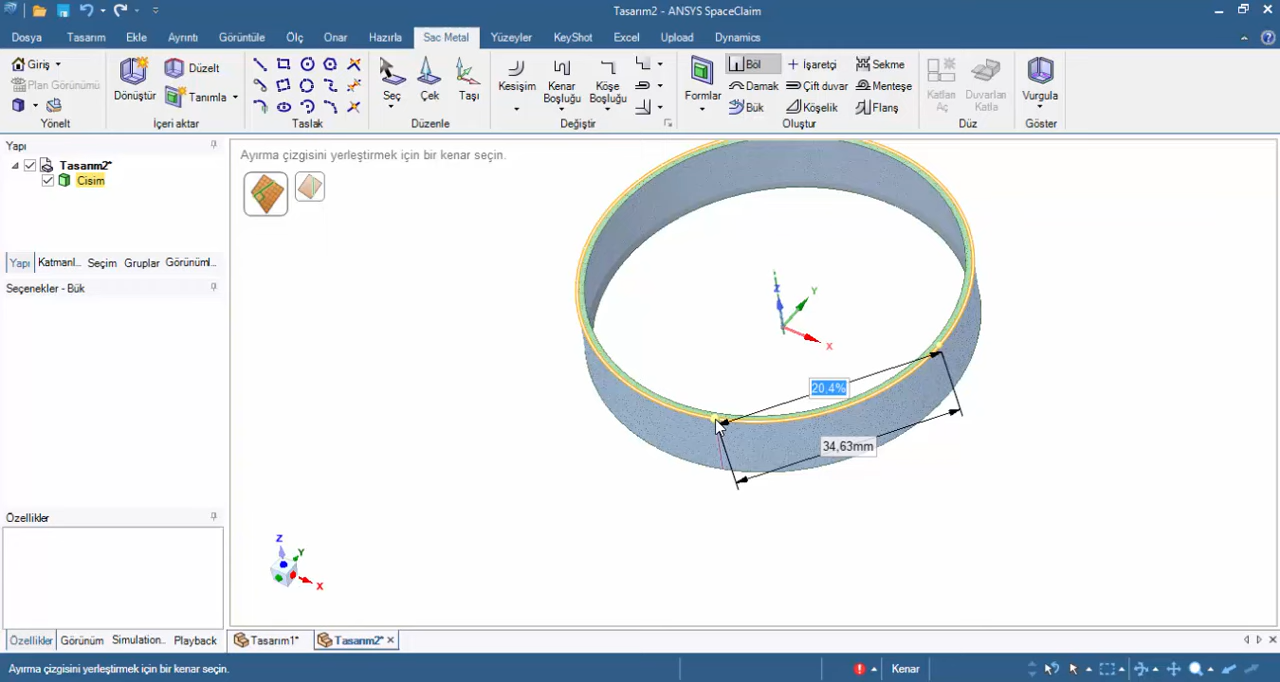 Tasarım2 - ANSYS SpaceClaim
Dosya Tasarım Ekle Ayrıntı Görüntüle Ölç Onar Hazırla Sac Metal Yüzeyler KeyShot Excel Upload Dynamics
Giriş
Plan Görünümü
Yönelt
Dönüştür
Düzelt
Tanımla
İçeri aktar
Taslak
Seç Çek Taşı
Düzenle
Kesişim Kenar Boşluğu Köşe Boşluğu
Değiştir
Formlar
Böl İşaretçi Sekme
Damak Çift duvar Menteşe
Bük Köşelik Flanş
Oluştur
Katları Aç
Duvarları Katla
Düz
Vurgula
Göster
Yapı
Tasarım2*
Cisim
Yapı Katmanl... Seçim Gruplar Görünüml...
Seçenekler - Bük
Özellikler
Özellikler Görünüm Simulation... Playback
Ayırma çizgisini yerleştirmek için bir kenar seçin.
Z
Y
X
20,4%
34,63mm
Z
Y
X
Tasarım1* Tasarım2*
Ayırma çizgisini yerleştirmek için bir kenar seçin.
Kenar